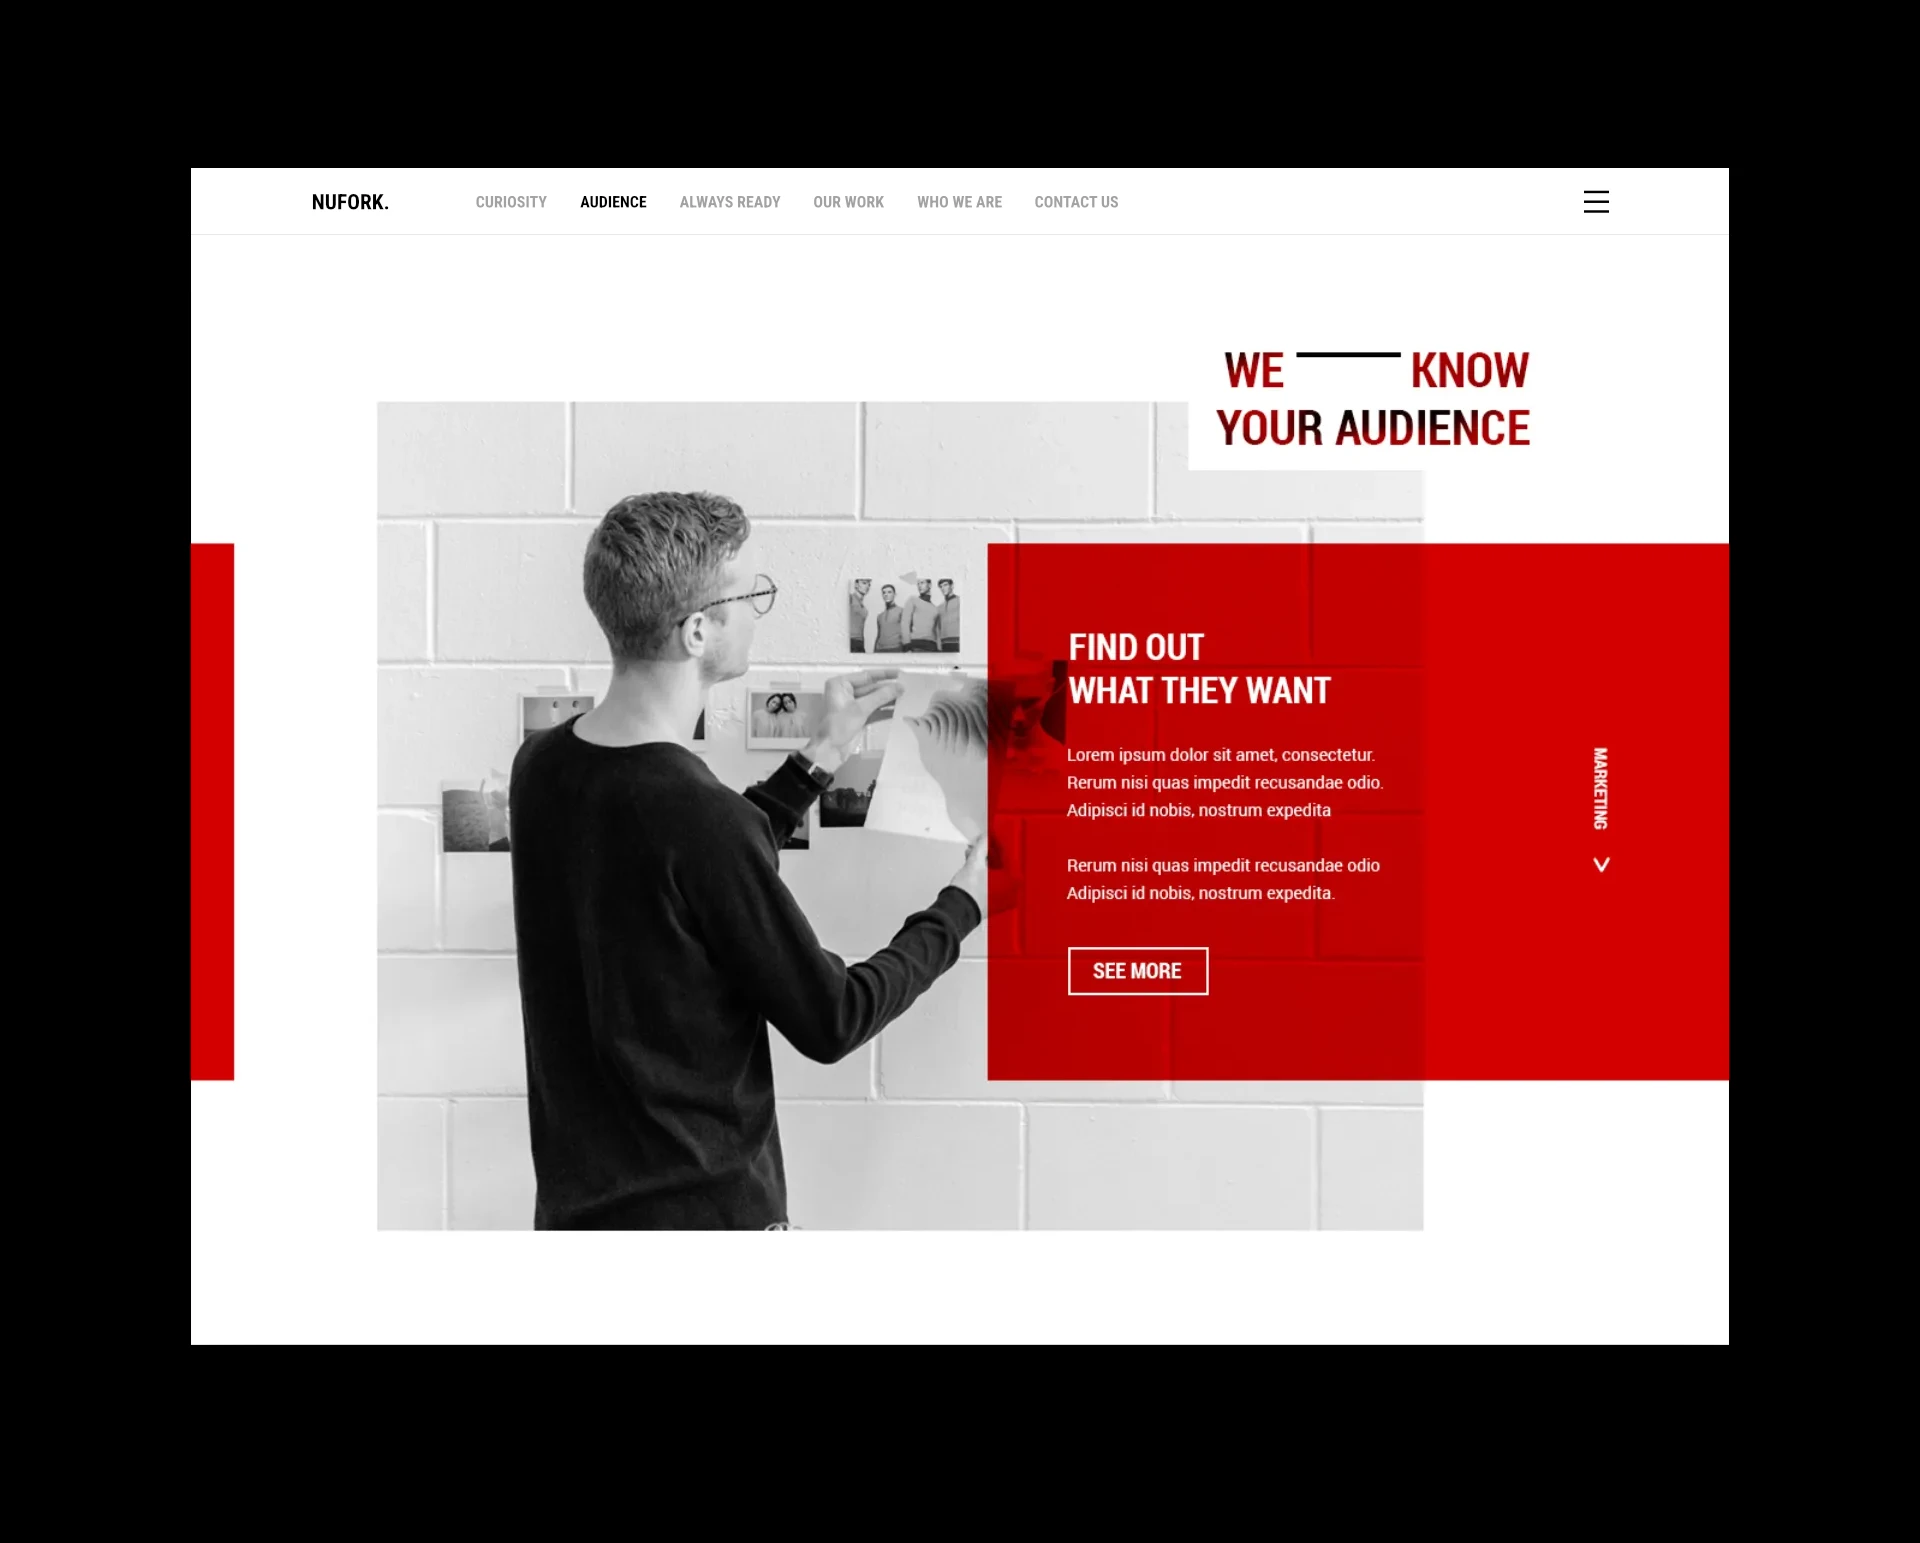 NUFORK.
CURIOSITY AUDIENCE ALWAYS READY OUR WORK WHO WE ARE CONTACT US
WE KNOW
YOUR AUDIENCE
FIND OUT
WHAT THEY WANT
Lorem ipsum dolor sit amet, consectetur.
Rerum nisi quas impedit recusandae odio.
Adipisci id nobis, nostrum expedita
Rerum nisi quas impedit recusandae odio
Adipisci id nobis, nostrum expedita.
SEE MORE
MARKETING